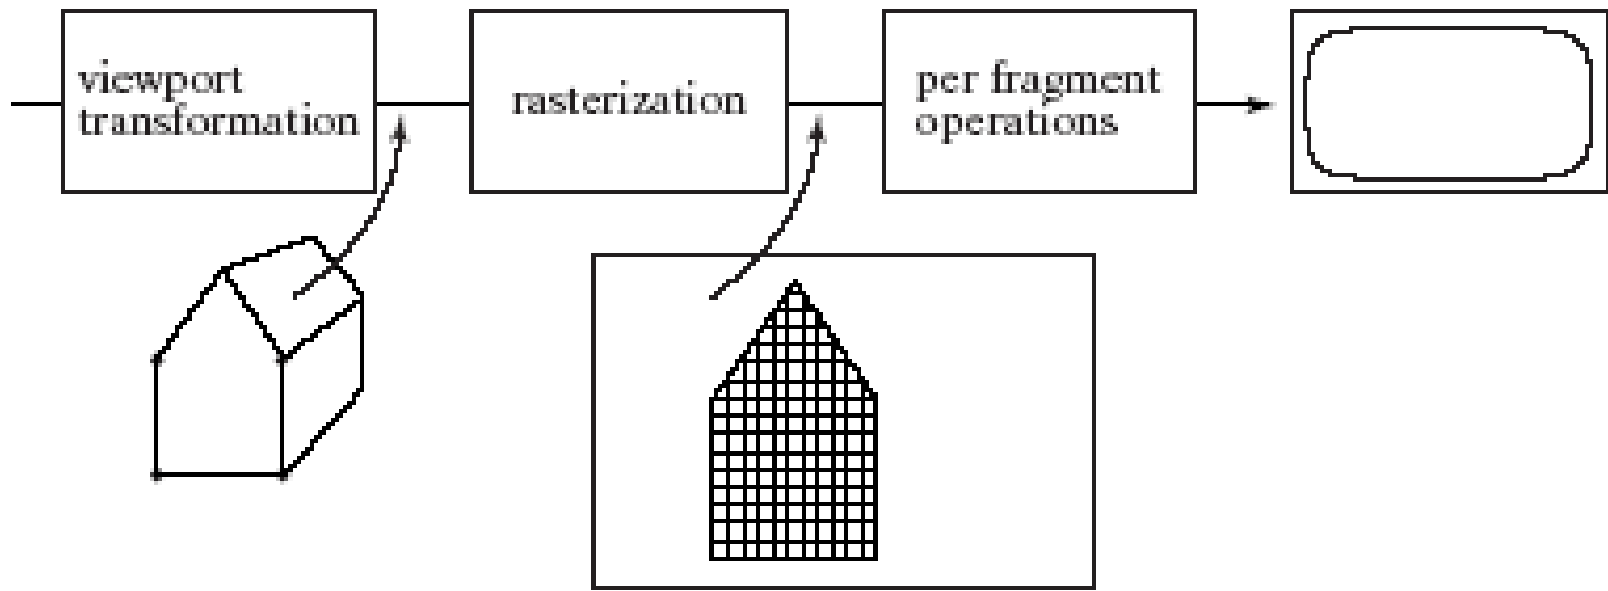 viewport
transformation
rasterization
per fragment
operations